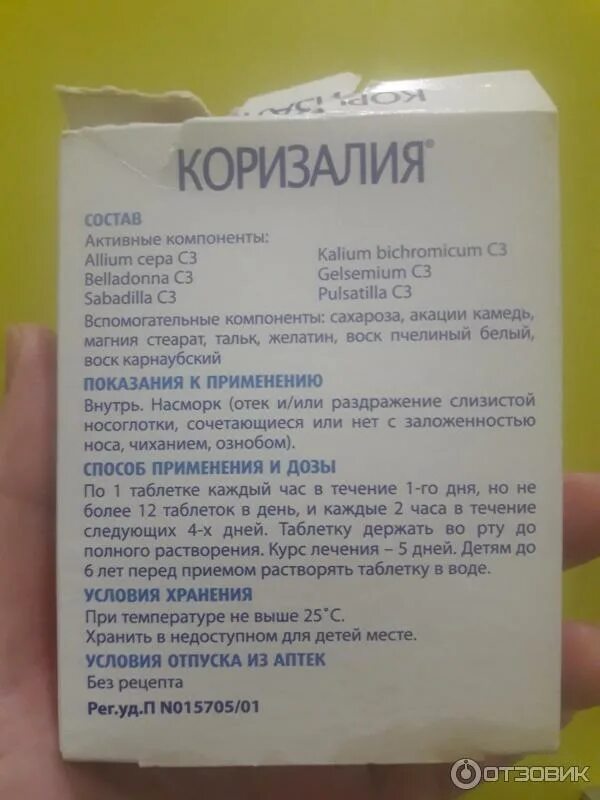 КОРИЗАЛИЯ
КОРИЗАЛИЯ®
СОСТАВ
Активные компоненты:
Allium cepa C3
Belladonna C3
Sabadilla C3
Kalium bichromicum C3
Gelsemium C3
Pulsatilla C3
Вспомогательные компоненты: сахароза, акации камедь,
магния стеарат, тальк, желатин, воск пчелиный белый,
воск карнаубский
ПОКАЗАНИЯ К ПРИМЕНЕНИЮ
Внутрь. Насморк (отек и/или раздражение слизистой
носоглотки, сочетающиеся или нет с заложенностью
носа, чиханием, ознобом).
СПОСОБ ПРИМЕНЕНИЯ И ДОЗЫ
По 1 таблетке каждый час в течение 1-го дня, но не
более 12 таблеток в день, и каждые 2 часа в течение
следующих 4-х дней. Таблетку держать во рту до
полного растворения. Курс лечения – 5 дней. Детям до
6 лет перед приемом растворять таблетку в воде.
УСЛОВИЯ ХРАНЕНИЯ
При температуре не выше 25˚С.
Хранить в недоступном для детей месте.
УСЛОВИЯ ОТПУСКА ИЗ АПТЕК
Без рецепта
Рег.уд.П N015705/01
ОТЗОВИК